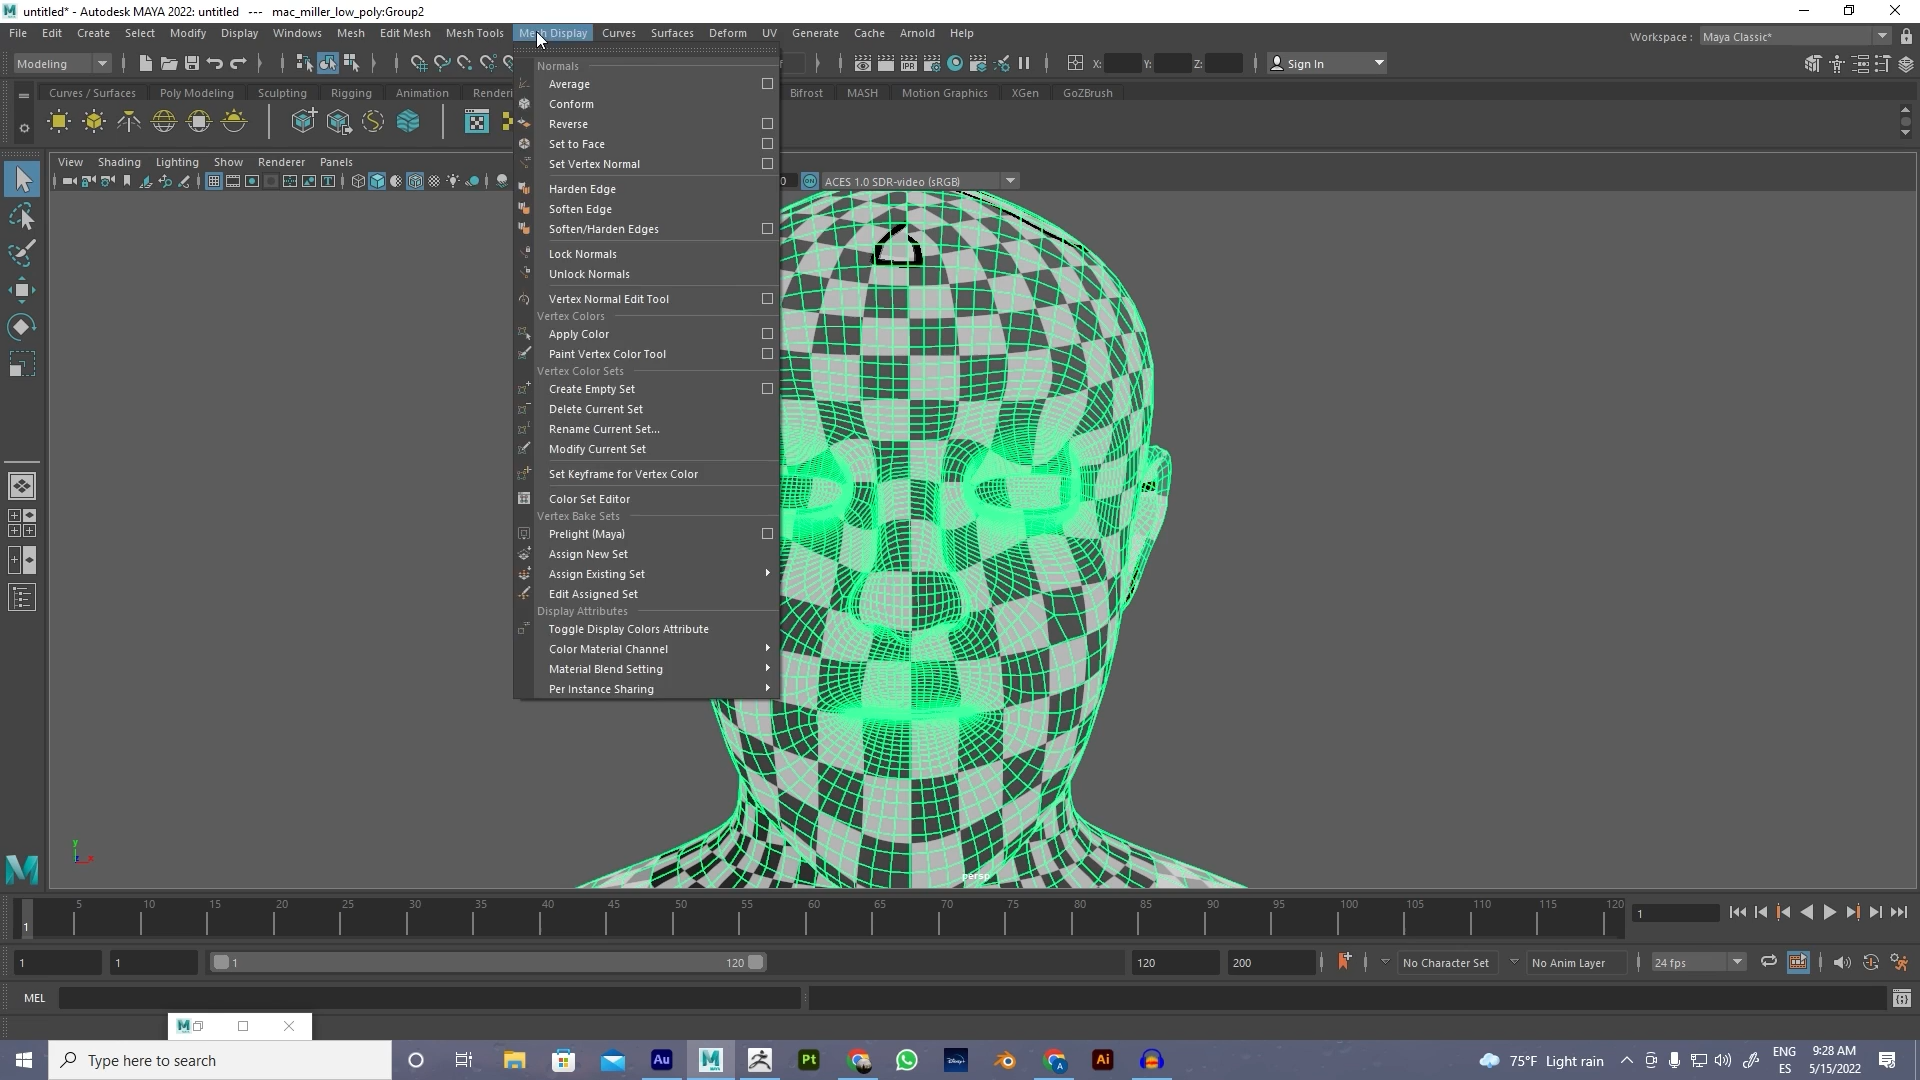 untitled* - Autodesk MAYA 2022: untitled   ---   mac_miller_low_poly:Group2
File Edit Create Select Modify Display Windows Mesh Edit Mesh Mesh Tools Mesh Display Curves Surfaces Deform UV Generate Cache Arnold Help
Workspace : Maya Classic*
Modeling
X: Y: Z: Sign In
Curves / Surfaces Poly Modeling Sculpting Rigging Animation Renderi Bifrost MASH Motion Graphics XGen GoZBrush
View Shading Lighting Show Renderer Panels
0 ACES 1.0 SDR-video (sRGB)
Normals
Average
Conform
Reverse
Set to Face
Set Vertex Normal
Harden Edge
Soften Edge
Soften/Harden Edges
Lock Normals
Unlock Normals
Vertex Normal Edit Tool
Vertex Colors
Apply Color
Paint Vertex Color Tool
Vertex Color Sets
Create Empty Set
Delete Current Set
Rename Current Set...
Modify Current Set
Set Keyframe for Vertex Color
Color Set Editor
Vertex Bake Sets
Prelight (Maya)
Assign New Set
Assign Existing Set
Edit Assigned Set
Display Attributes
Toggle Display Colors Attribute
Color Material Channel
Material Blend Setting
Per Instance Sharing
y
z x
persp
5 10 15 20 25 30 35 40 45 50 55 60 65 70 75 80 85 90 95 100 105 110 115 120
1
1
1 1 1 120 120 200 No Character Set No Anim Layer 24 fps
MEL
Type here to search
Au Pt Ai
75°F Light rain
ENG
ES
9:28 AM
5/15/2022